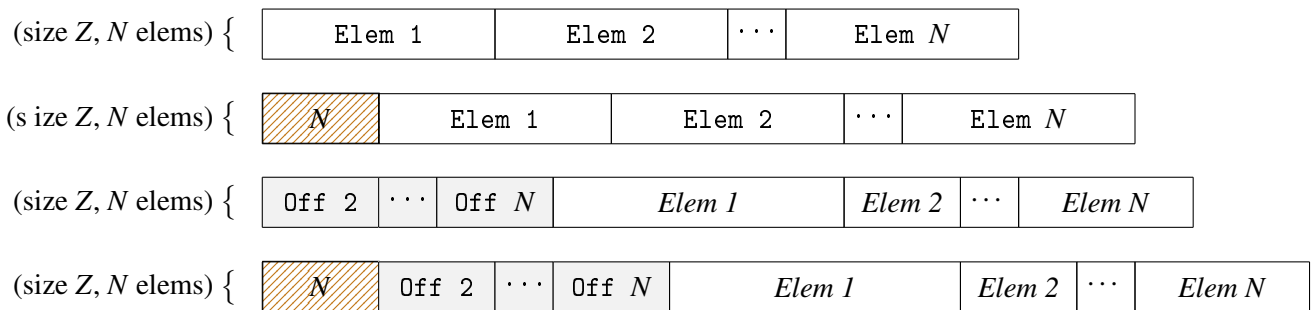 (size Z, N elems) { Elem 1 Elem 2 ··· Elem N
(s ize Z, N elems) { N Elem 1 Elem 2 ··· Elem N
(size Z, N elems) { Off 2 ··· Off N Elem 1 Elem 2 ··· Elem N
(size Z, N elems) { N Off 2 ··· Off N Elem 1 Elem 2 ··· Elem N